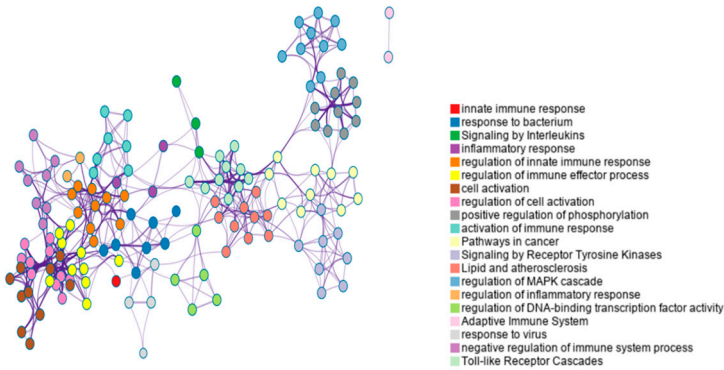 innate immune response
response to bacterium
Signaling by Interleukins
inflammatory response
regulation of innate immune response
regulation of immune effector process
cell activation
regulation of cell activation
positive regulation of phosphorylation
activation of immune response
Pathways in cancer
Signaling by Receptor Tyrosine Kinases
Lipid and atherosclerosis
regulation of MAPK cascade
regulation of inflammatory response
regulation of DNA-binding transcription factor activity
Adaptive Immune System
response to virus
negative regulation of immune system process
Toll-like Receptor Cascades